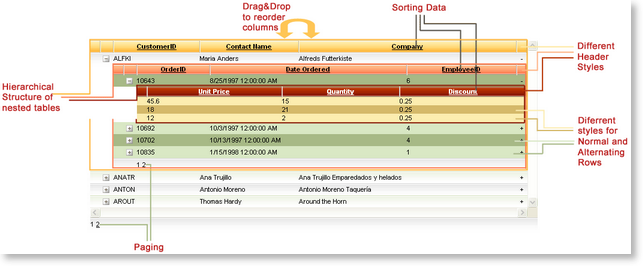 Drag&Drop
to reorder
columns
Sorting Data
CustomerID Contact Name Company
ALFKI Maria Anders Alfreds Futterkiste -
OrderID Date Ordered EmployeeID
10643 8/25/1997 12:00:00 AM 6 -
Unit Price Quantity Discount
45.6 15 0.25
18 21 0.25
12 2 0.25
10692 10/3/1997 12:00:00 AM 4 +
10702 10/13/1997 12:00:00 AM 4 +
10835 1/15/1998 12:00:00 AM 1 +
1 2
ANATR Ana Trujillo Ana Trujillo Emparedados y helados +
ANTON Antonio Moreno Antonio Moreno Taquería +
AROUT Thomas Hardy Around the Horn +
1 2
Hierarchical
Structure of
nested tables
Different
Header
Styles
Diferrent
styles for
Normal and
Alternating
Rows
Paging